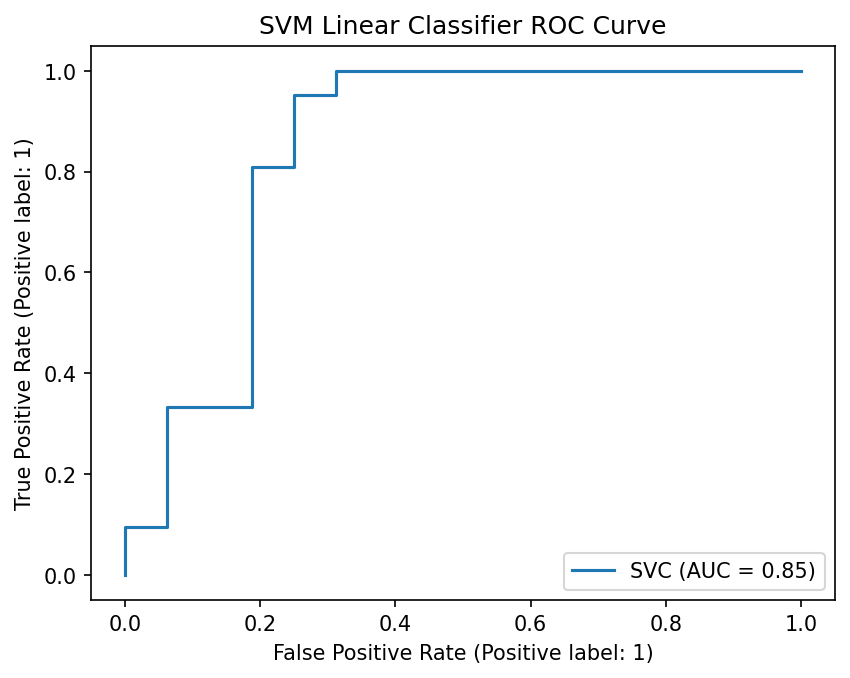 SVM Linear Classifier ROC Curve
True Positive Rate (Positive label: 1)
1.0
0.8
0.6
0.4
0.2
0.0
SVC (AUC = 0.85)
0.0 0.2 0.4 0.6 0.8 1.0
False Positive Rate (Positive label: 1)